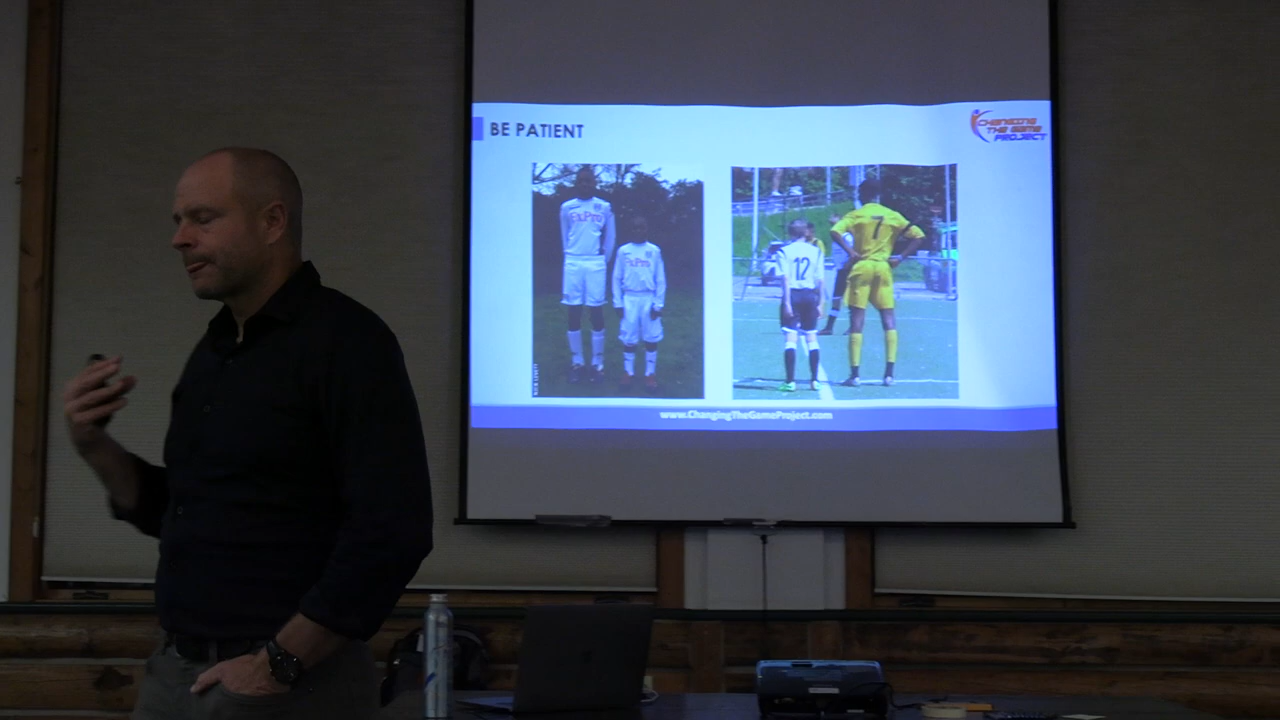 BE PATIENT
CHANGING
THE GAME
PROJECT
FxPro
FxPro
12
7
www.ChangingTheGameProject.com